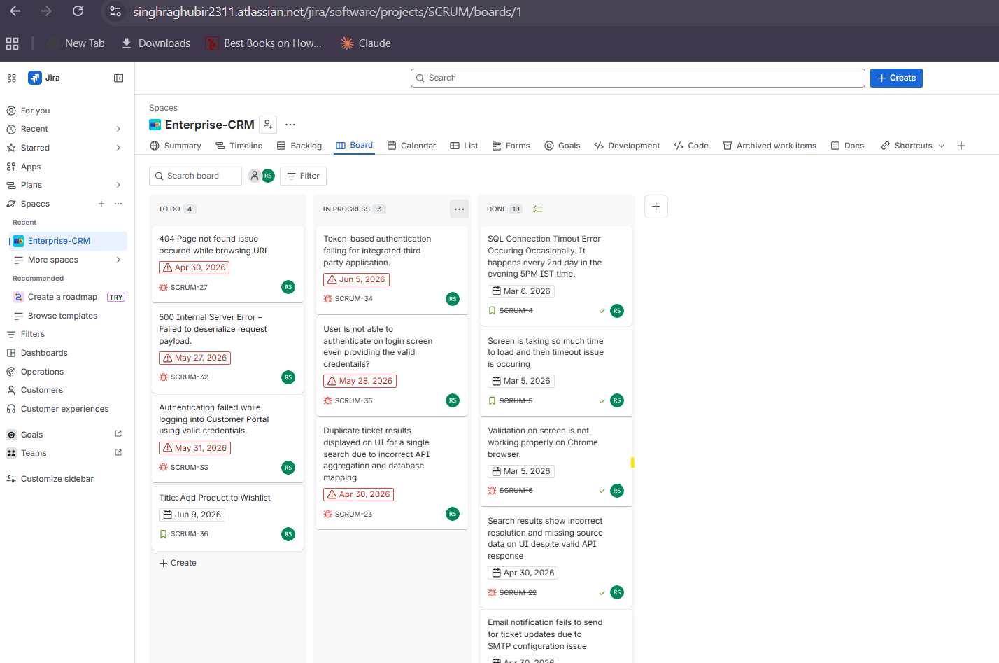 singhraghubir2311.atlassian.net/jira/software/projects/SCRUM/boards/1
New Tab
Downloads
Best Books on How...
Claude
Jira
Search
Create
For you
Recent
Starred
Apps
Plans
Spaces
Recent
Enterprise-CRM
More spaces
Recommended
Create a roadmap
TRY
Browse templates
Filters
Dashboards
Operations
Customers
Customer experiences
Goals
Teams
Customize sidebar
Spaces
Enterprise-CRM
Summary
Timeline
Backlog
Board
Calendar
List
Forms
Goals
Development
Code
Archived work items
Docs
Shortcuts
Search board
RS
Filter
TO DO 4
404 Page not found issue
occured while browsing URL
Apr 30, 2026
SCRUM-27
RS
500 Internal Server Error –
Failed to deserialize request
payload.
May 27, 2026
SCRUM-32
RS
Authentication failed while
logging into Customer Portal
using valid credentials.
May 31, 2026
SCRUM-33
RS
Title: Add Product to Wishlist
Jun 9, 2026
SCRUM-36
RS
Create
IN PROGRESS 3
Token-based authentication
failing for integrated third-
party application.
Jun 5, 2026
SCRUM-34
RS
User is not able to
authenticate on login screen
even providing the valid
credentails?
May 28, 2026
SCRUM-35
RS
Duplicate ticket results
displayed on UI for a single
search due to incorrect API
aggregation and database
mapping
Apr 30, 2026
SCRUM-23
RS
DONE 10
SQL Connection Timout Error
Occuring Occasionally. It
happens every 2nd day in the
evening 5PM IST time.
Mar 6, 2026
SCRUM-4
RS
Screen is taking so much time
to load and then timeout issue
is occuring
Mar 5, 2026
SCRUM-5
RS
Validation on screen is not
working properly on Chrome
browser.
Mar 5, 2026
SCRUM-6
RS
Search results show incorrect
resolution and missing source
data on UI despite valid API
response
Apr 30, 2026
SCRUM-22
RS
Email notification fails to send
for ticket updates due to
SMTP configuration issue
Apr 30, 2026